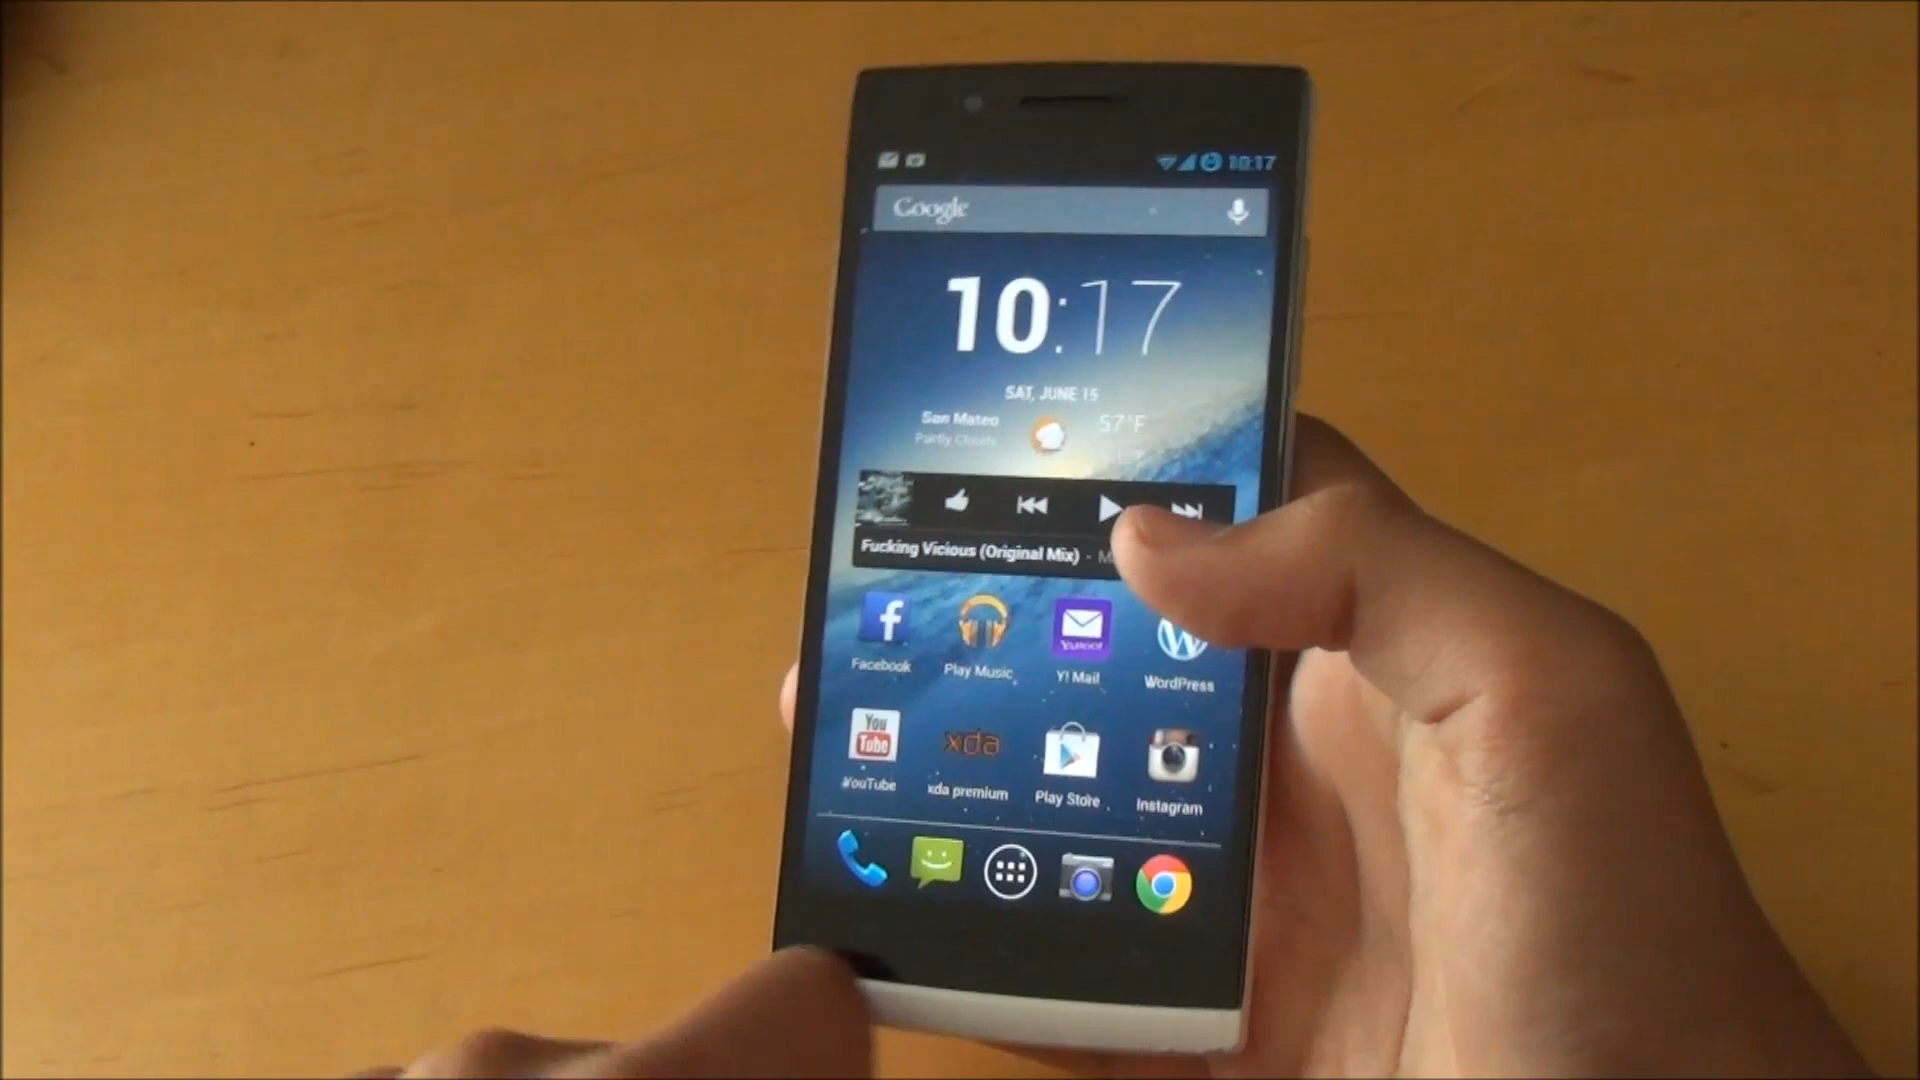 10:17
Google
10:17
SAT, JUNE 15
San Mateo
57°F
Partly Cloudy
Fucking Vicious (Original Mix) - M
Facebook
Play Music
YAHOO!
Y! Mail
W
WordPress
You
Tube
YouTube
xda
xda premium
Play Store
Instagram